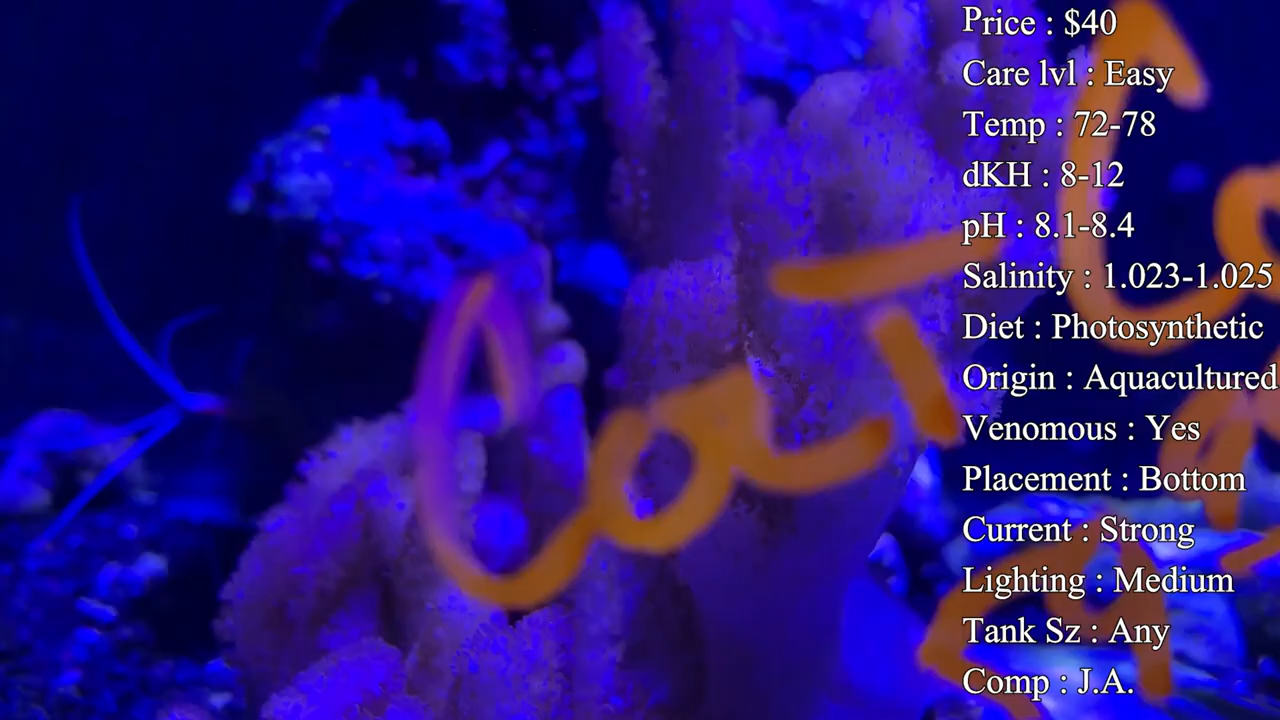 Price : $40
Care lvl : Easy
Temp : 72-78
dKH : 8-12
pH : 8.1-8.4
Salinity : 1.023-1.025
Diet : Photosynthetic
Origin : Aquacultured
Venomous : Yes
Placement : Bottom
Current : Strong
Lighting : Medium
Tank Sz : Any
Comp : J.A.